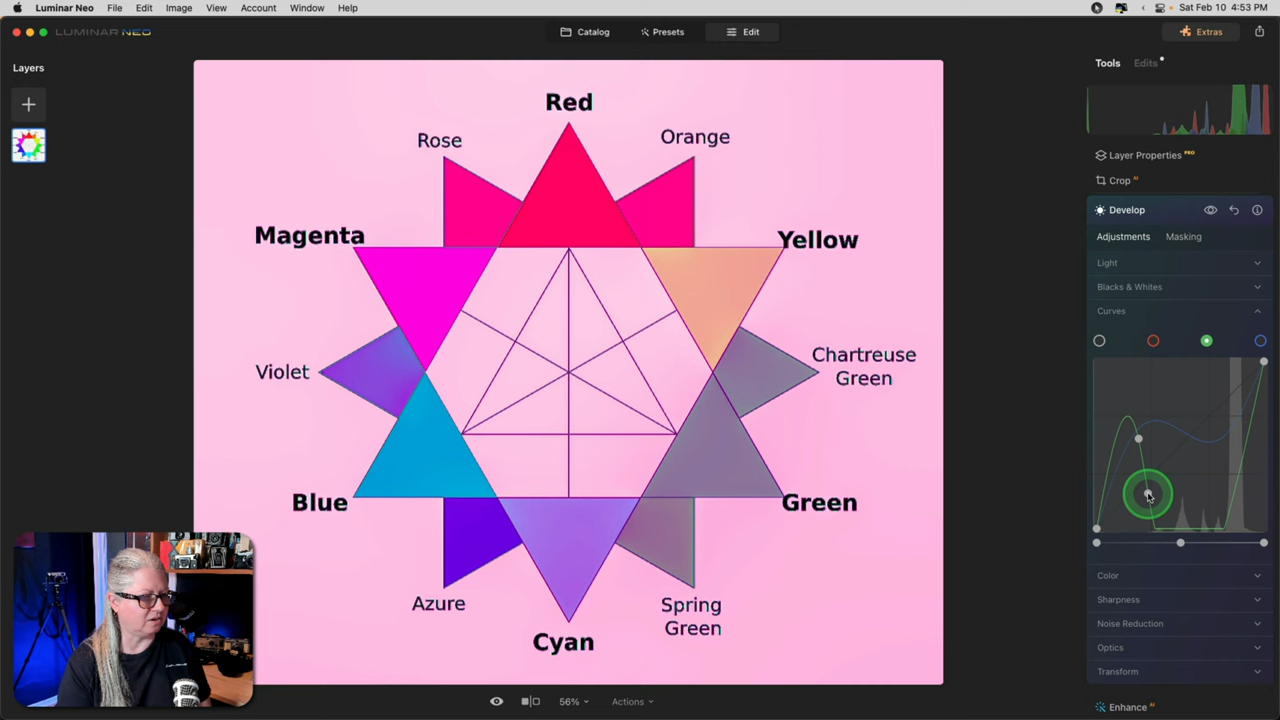 Luminar Neo File Edit Image View Account Window Help Sat Feb 10 4:53 PM
LUMINAR NEO Catalog Presets Edit Extras
Layers
Tools Edits
Red
Rose Orange
Magenta Yellow
Violet Chartreuse
Green
Blue Green
Azure Spring
Green
Cyan
Layer Properties PRO
Crop AI
Develop
Adjustments Masking
Light
Blacks & Whites
Curves
Color
Sharpness
Noise Reduction
Optics
Transform
Enhance AI
56% Actions